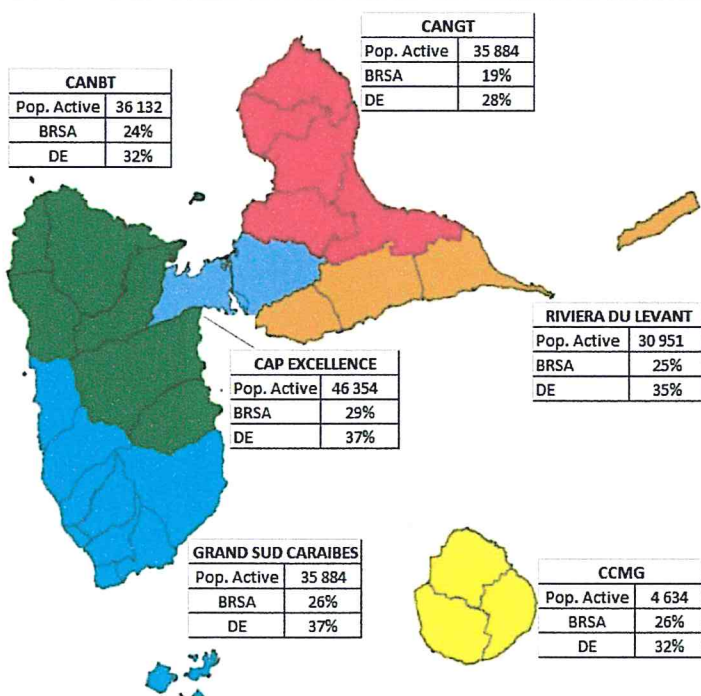 CANGT
Pop. Active 35 884
BRSA 19%
DE 28%
CANBT
Pop. Active 36 132
BRSA 24%
DE 32%
RIVIERA DU LEVANT
Pop. Active 30 951
BRSA 25%
DE 35%
CAP EXCELLENCE
Pop. Active 46 354
BRSA 29%
DE 37%
GRAND SUD CARAIBES
Pop. Active 35 884
BRSA 26%
DE 37%
CCMG
Pop. Active 4 634
BRSA 26%
DE 32%